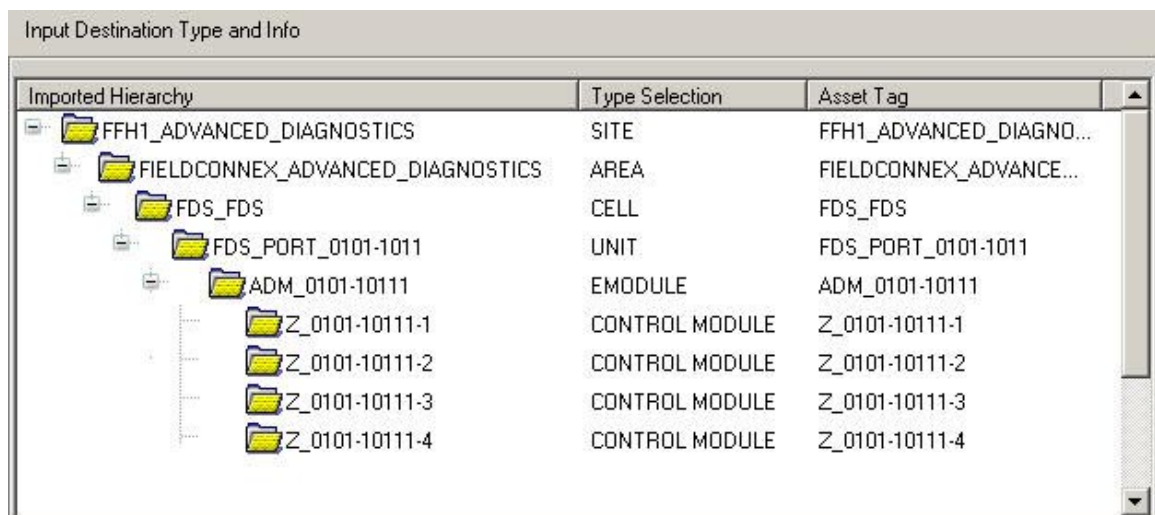 Input Destination Type and Info
Imported Hierarchy Type Selection Asset Tag
FFH1_ADVANCED_DIAGNOSTICS SITE FFH1_ADVANCED_DIAGNO...
FIELDCONNEX_ADVANCED_DIAGNOSTICS AREA FIELDCONNEX_ADVANCE...
FDS_FDS CELL FDS_FDS
FDS_PORT_0101-1011 UNIT FDS_PORT_0101-1011
ADM_0101-10111 EMODULE ADM_0101-10111
Z_0101-10111-1 CONTROL MODULE Z_0101-10111-1
Z_0101-10111-2 CONTROL MODULE Z_0101-10111-2
Z_0101-10111-3 CONTROL MODULE Z_0101-10111-3
Z_0101-10111-4 CONTROL MODULE Z_0101-10111-4